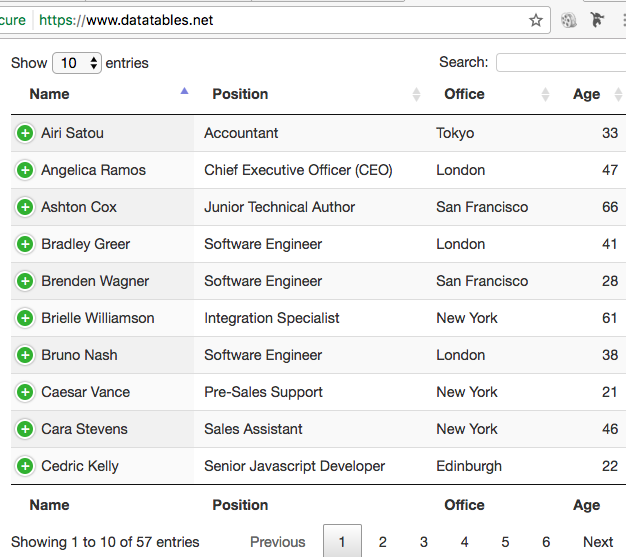 cure https://www.datatables.net
Show 10 entries Search:
Name Position Office Age
Airi Satou Accountant Tokyo 33
Angelica Ramos Chief Executive Officer (CEO) London 47
Ashton Cox Junior Technical Author San Francisco 66
Bradley Greer Software Engineer London 41
Brenden Wagner Software Engineer San Francisco 28
Brielle Williamson Integration Specialist New York 61
Bruno Nash Software Engineer London 38
Caesar Vance Pre-Sales Support New York 21
Cara Stevens Sales Assistant New York 46
Cedric Kelly Senior Javascript Developer Edinburgh 22
Name Position Office Age
Showing 1 to 10 of 57 entries Previous 1 2 3 4 5 6 Next